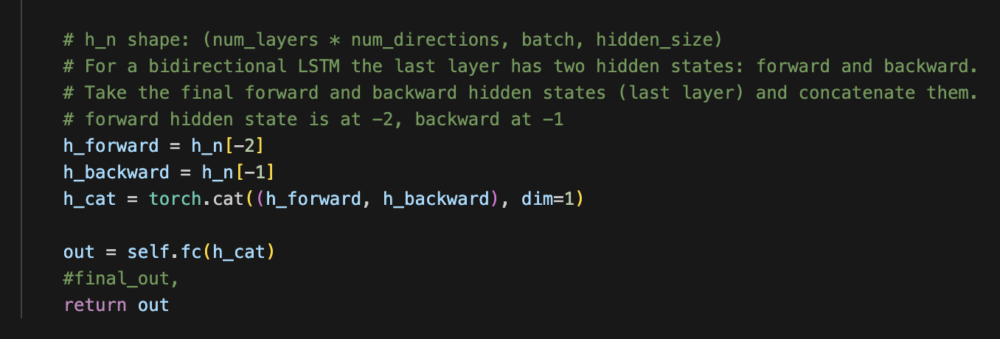 # h_n shape: (num_layers * num_directions, batch, hidden_size)
# For a bidirectional LSTM the last layer has two hidden states: forward and backward.
# Take the final forward and backward hidden states (last layer) and concatenate them.
# forward hidden state is at -2, backward at -1
h_forward = h_n[-2]
h_backward = h_n[-1]
h_cat = torch.cat((h_forward, h_backward), dim=1)
out = self.fc(h_cat)
#final_out,
return out